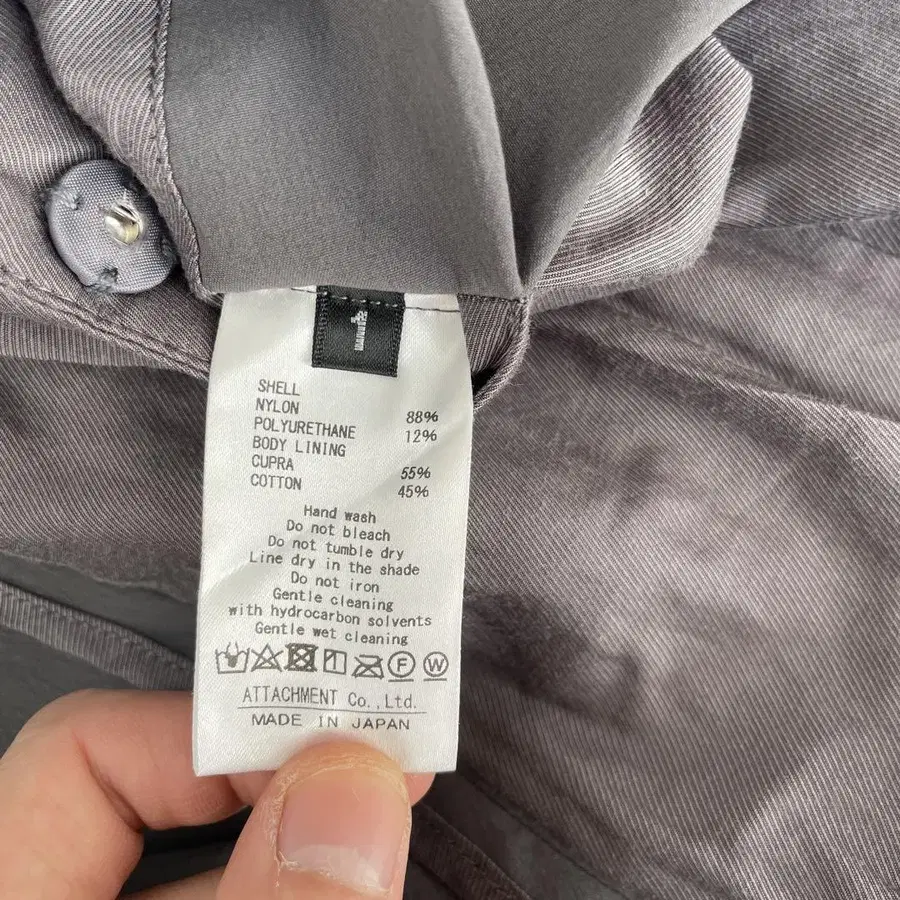 1
SHELL
NYLON 88%
POLYURETHANE 12%
BODY LINING
CUPRA 55%
COTTON 45%
Hand wash
Do not bleach
Do not tumble dry
Line dry in the shade
Do not iron
Gentle cleaning
with hydrocarbon solvents
Gentle wet cleaning
F W
ATTACHMENT Co.,Ltd.
MADE IN JAPAN